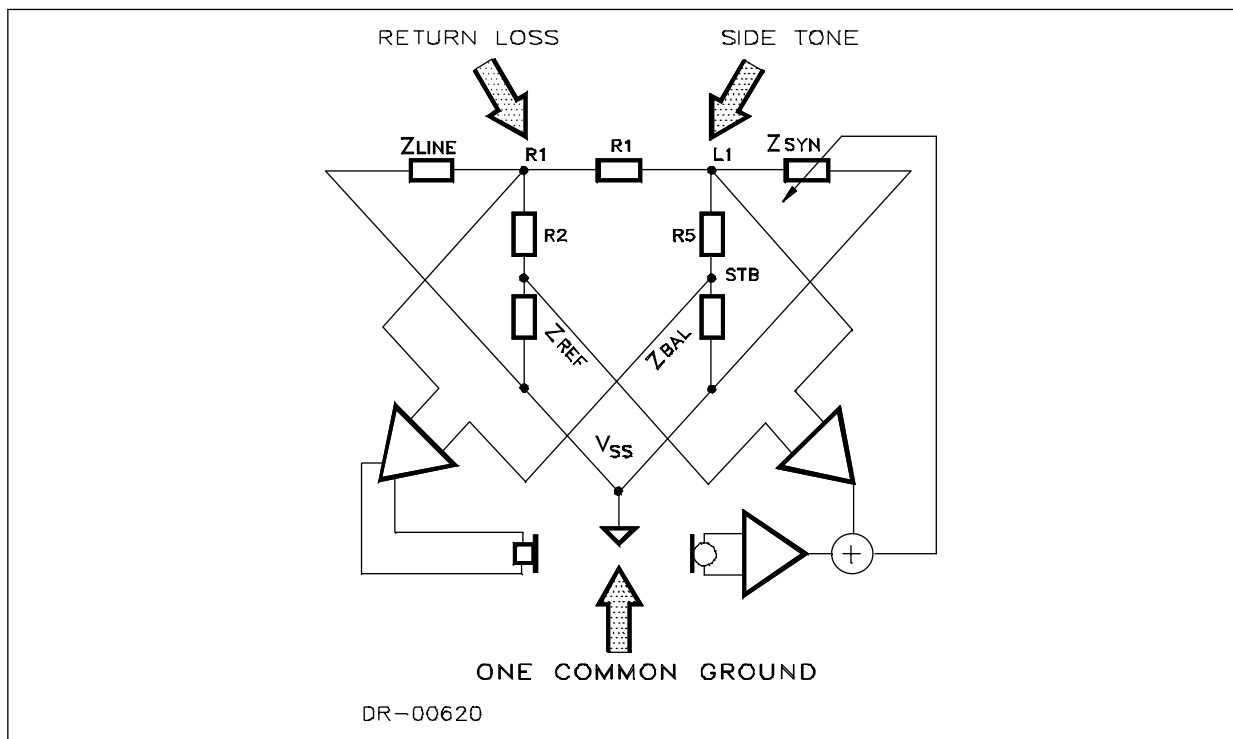 RETURN LOSS
SIDE TONE
ZLINE
R1
R1
L1
ZSYN
R2
R5
STB
ZREF
ZBAL
VSS
+
ONE COMMON GROUND
DR-00620